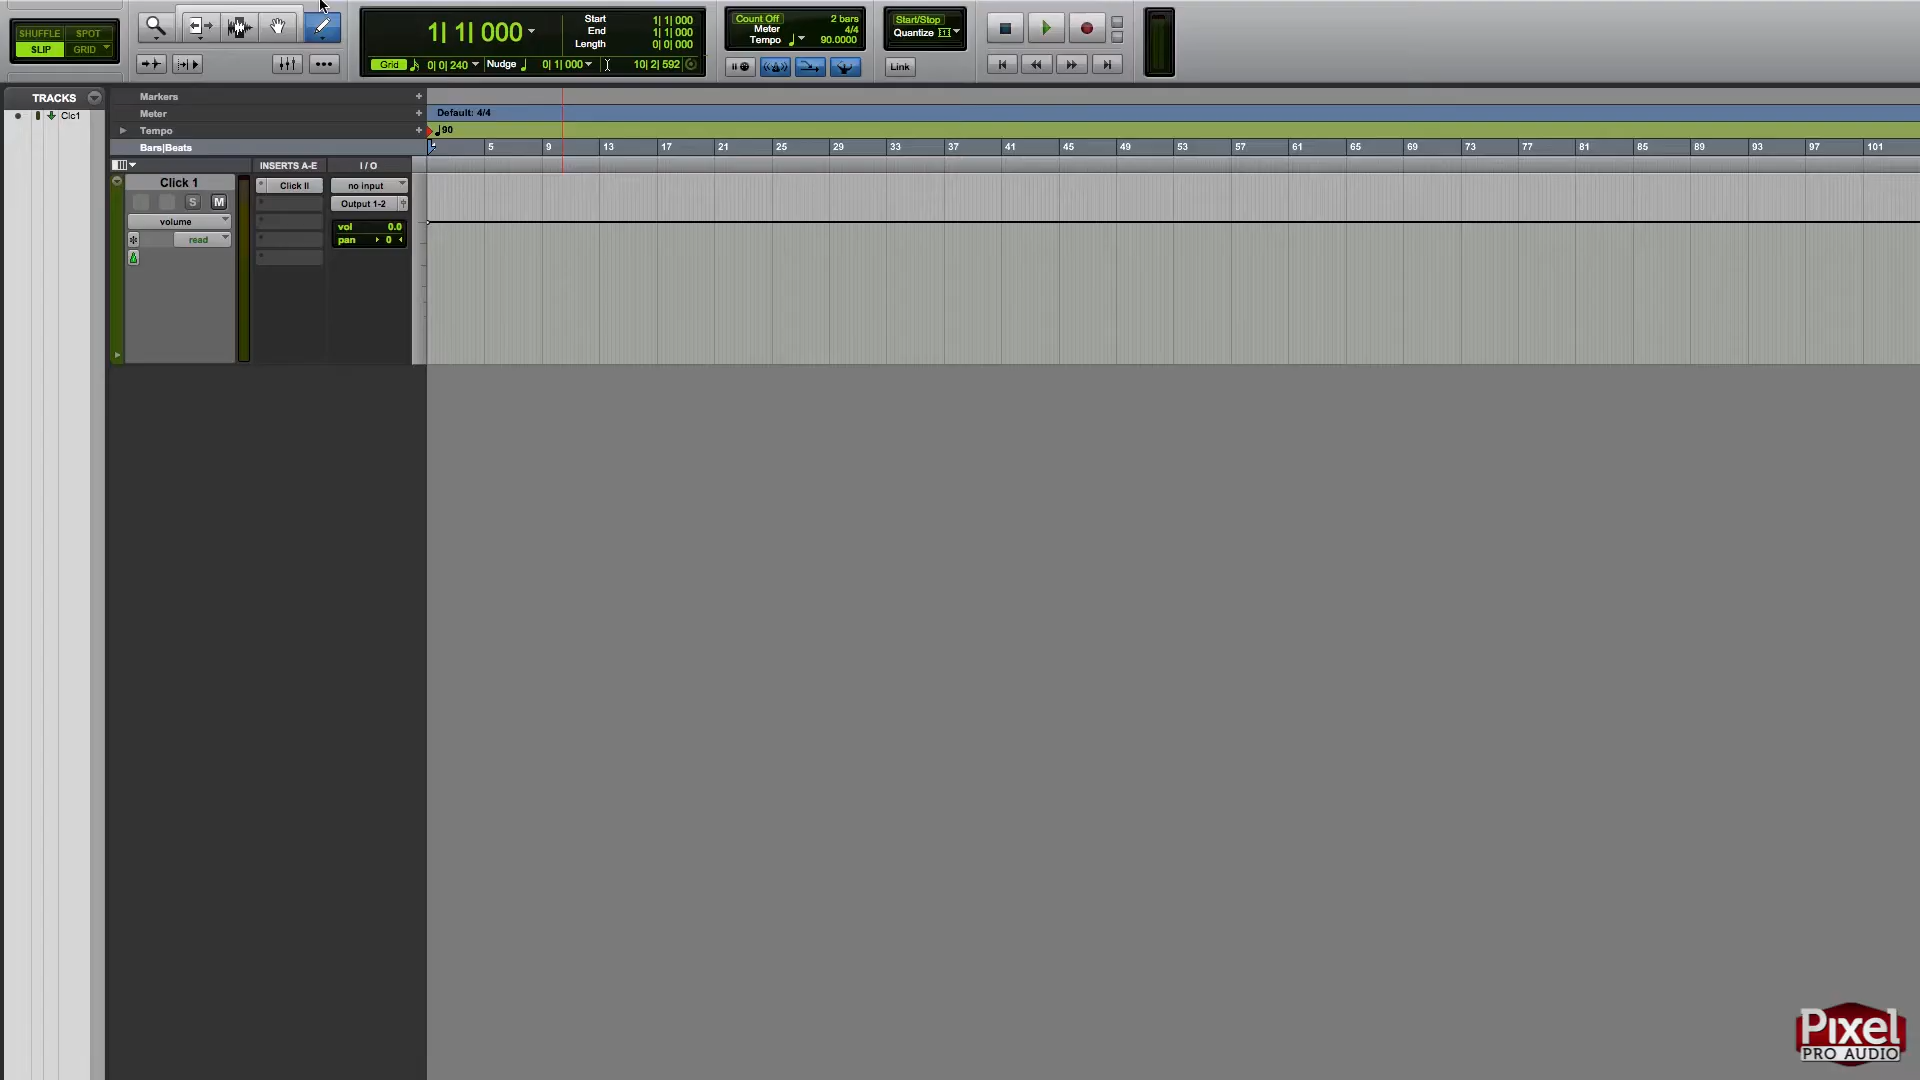 SHUFFLE SPOT
SLIP GRID
1| 1| 000
Start 1| 1| 000
End 1| 1| 000
Length 0| 0| 000
Grid 0| 0| 240 Nudge 0| 1| 000 10| 2| 592
Count Off 2 bars
Meter 4/4
Tempo 90.0000
Start/Stop
Quantize
Link
TRACKS
Clc1
Markers +
Meter + Default: 4/4
Tempo + 90
Bars|Beats 5 9 13 17 21 25 29 33 37 41 45 49 53 57 61 65 69 73 77 81 85 89 93 97 101
INSERTS A-E I / O
Click 1 Click II no input
S M Output 1-2
volume
vol 0.0
read pan 0
Pixel
PRO AUDIO